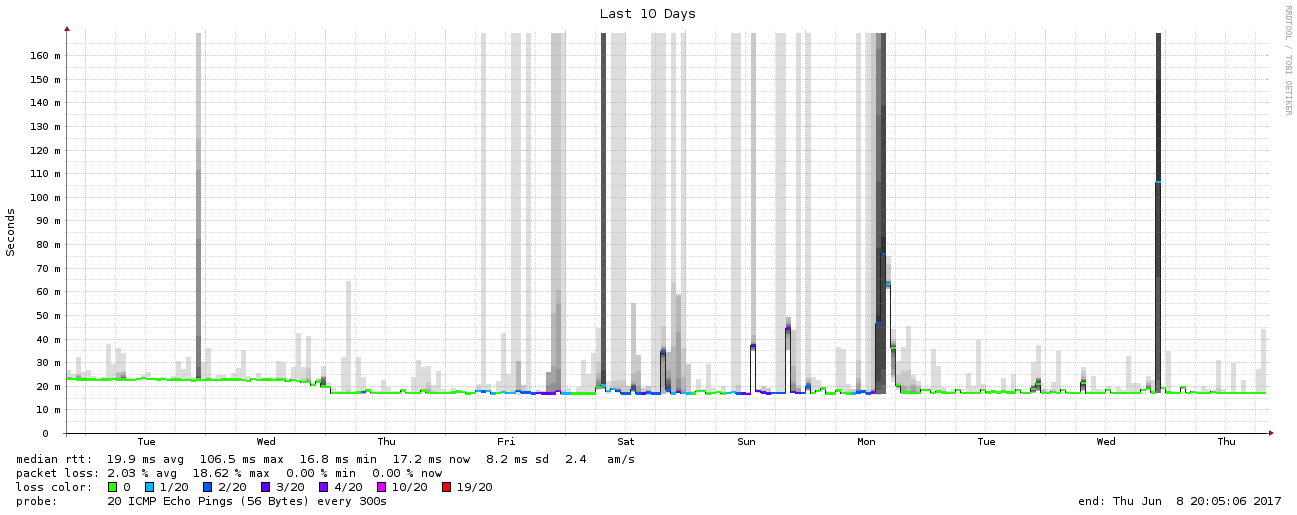 Last 10 Days
RRDTOOL / TOBI OETIKER
Seconds
160 m
150 m
140 m
130 m
120 m
110 m
100 m
90 m
80 m
70 m
60 m
50 m
40 m
30 m
20 m
10 m
0
Tue Wed Thu Fri Sat Sun Mon Tue Wed Thu
median rtt: 19.9 ms avg 106.5 ms max 16.8 ms min 17.2 ms now 8.2 ms sd 2.4 am/s
packet loss: 2.03 % avg 18.62 % max 0.00 % min 0.00 % now
loss color: 0 1/20 2/20 3/20 4/20 10/20 19/20
probe: 20 ICMP Echo Pings (56 Bytes) every 300s end: Thu Jun 8 20:05:06 2017